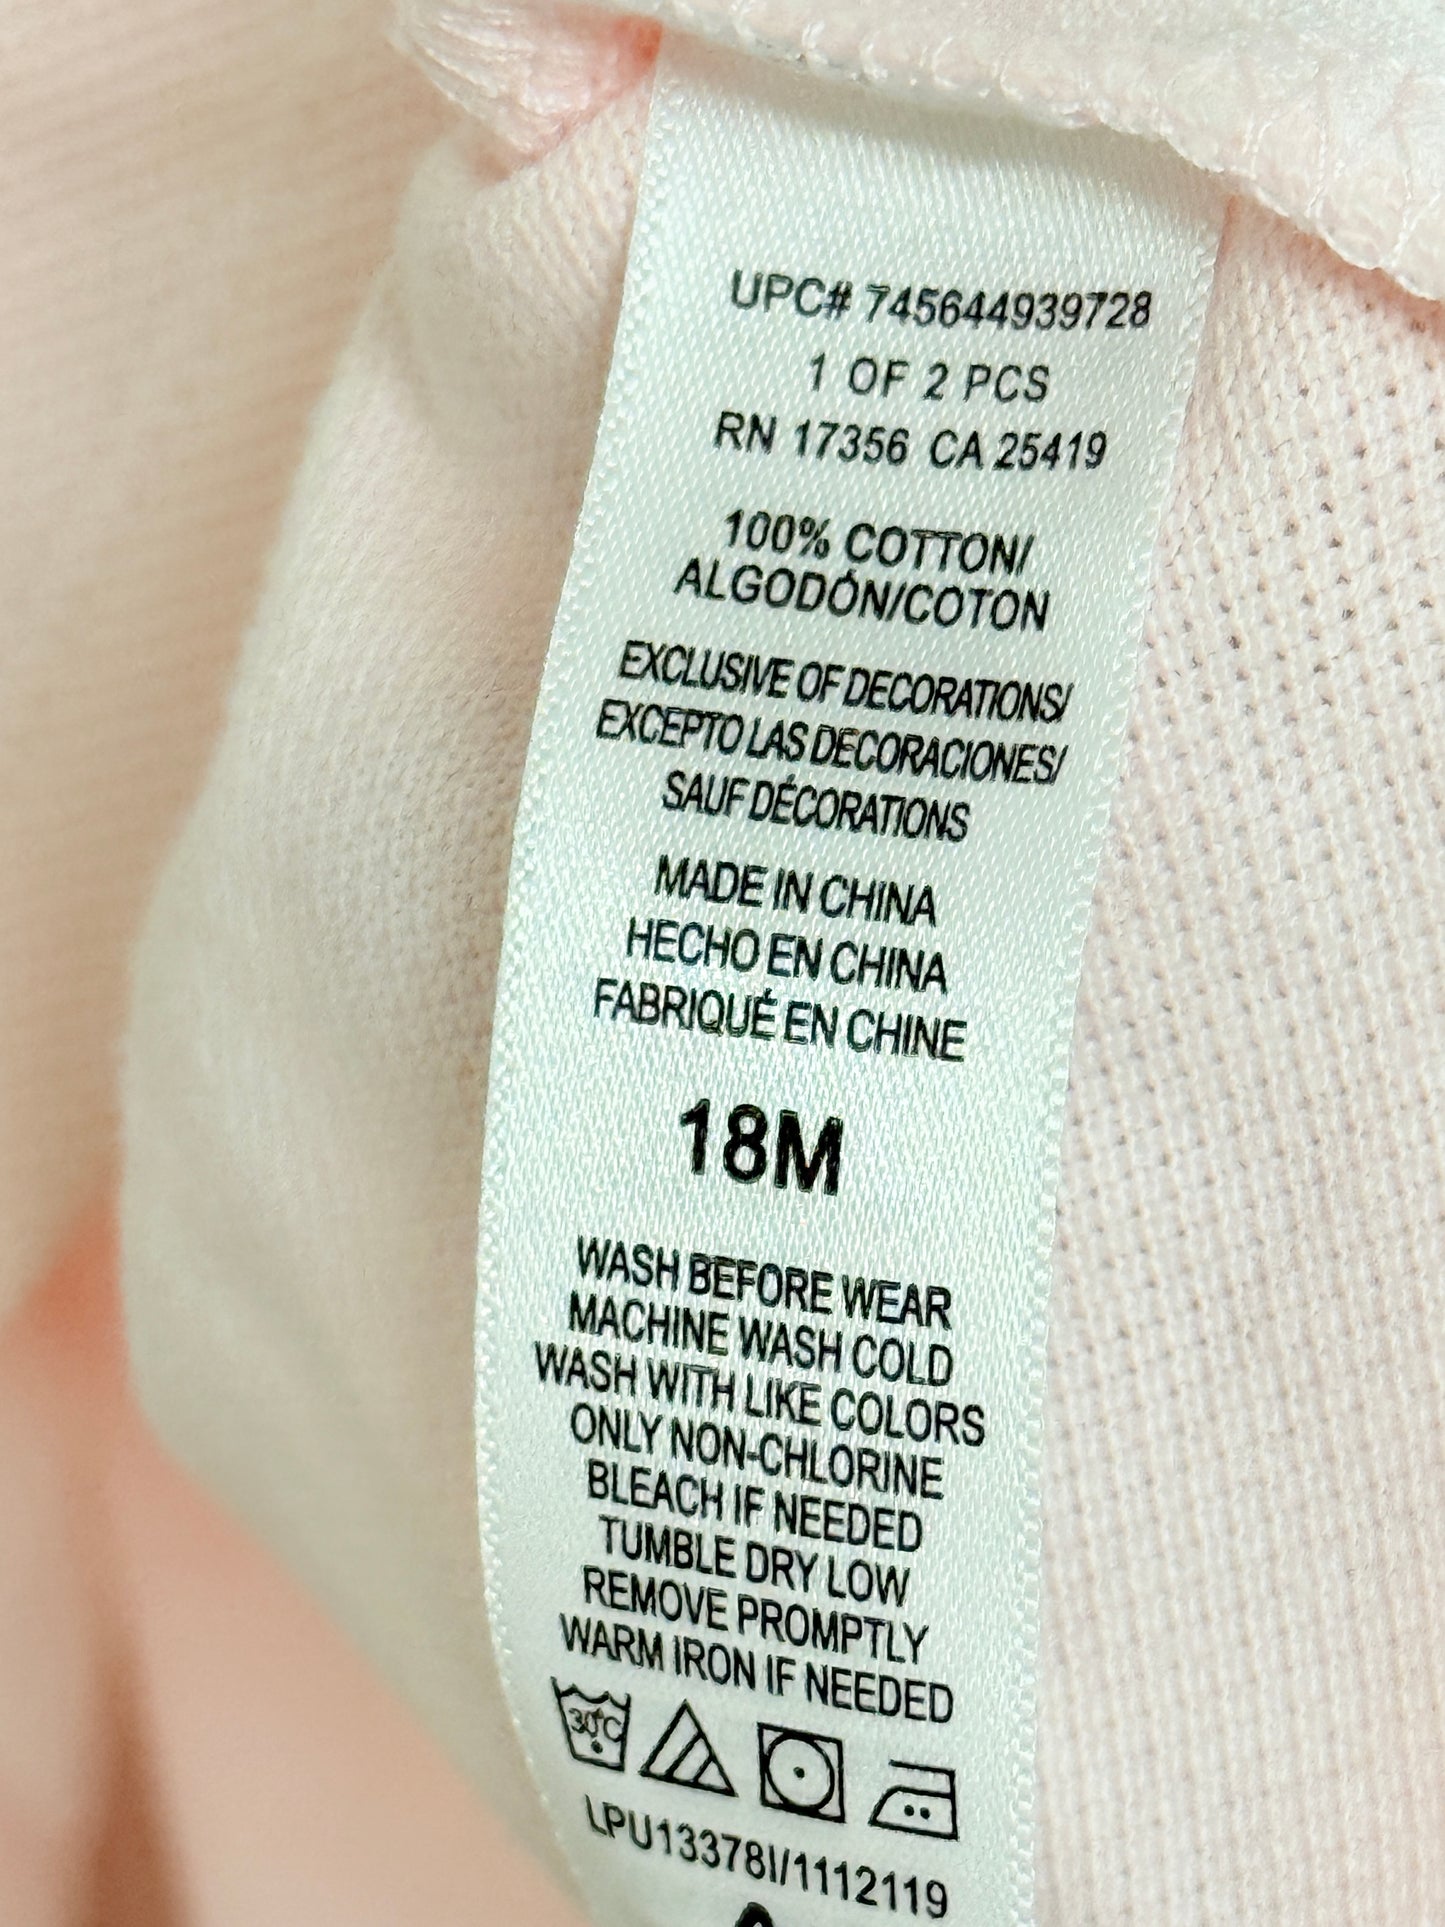 UPC# 745644939728
1 OF 2 PCS
RN 17356 CA 25419
100% COTTON/
ALGODÓN/COTON
EXCLUSIVE OF DECORATIONS/
EXCEPTO LAS DECORACIONES/
SAUF DÉCORATIONS
MADE IN CHINA
HECHO EN CHINA
FABRIQUÉ EN CHINE
18M
WASH BEFORE WEAR
MACHINE WASH COLD
WASH WITH LIKE COLORS
ONLY NON-CHLORINE
BLEACH IF NEEDED
TUMBLE DRY LOW
REMOVE PROMPTLY
WARM IRON IF NEEDED
30°C
LPU13378I/1112119